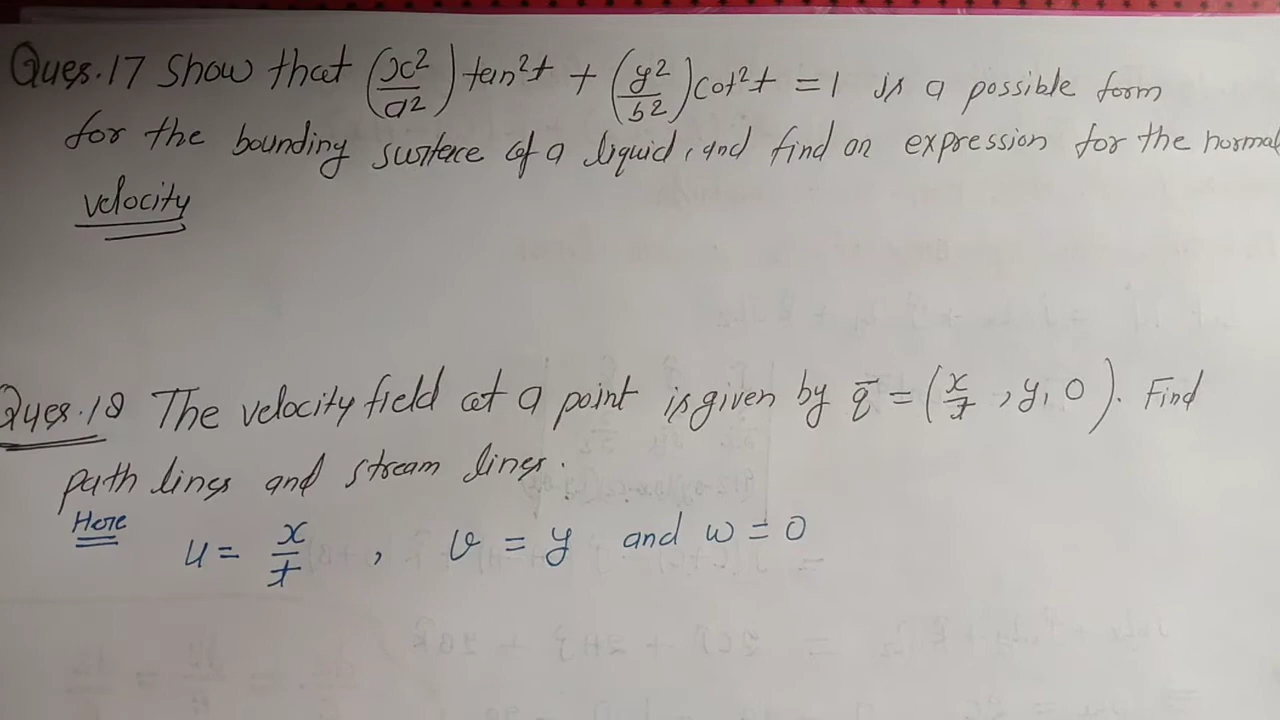 Ques.17 Show that (x²/a²) tan²t + (y²/b²) cot²t = 1 is a possible form
for the bounding surface of a liquid, and find an expression for the normal
velocity
Ques.18 The velocity field at a point is given by q̄ = (x/t, y, 0). Find
path lines and stream lines.
Here
u = x/t, v = y and w = 0